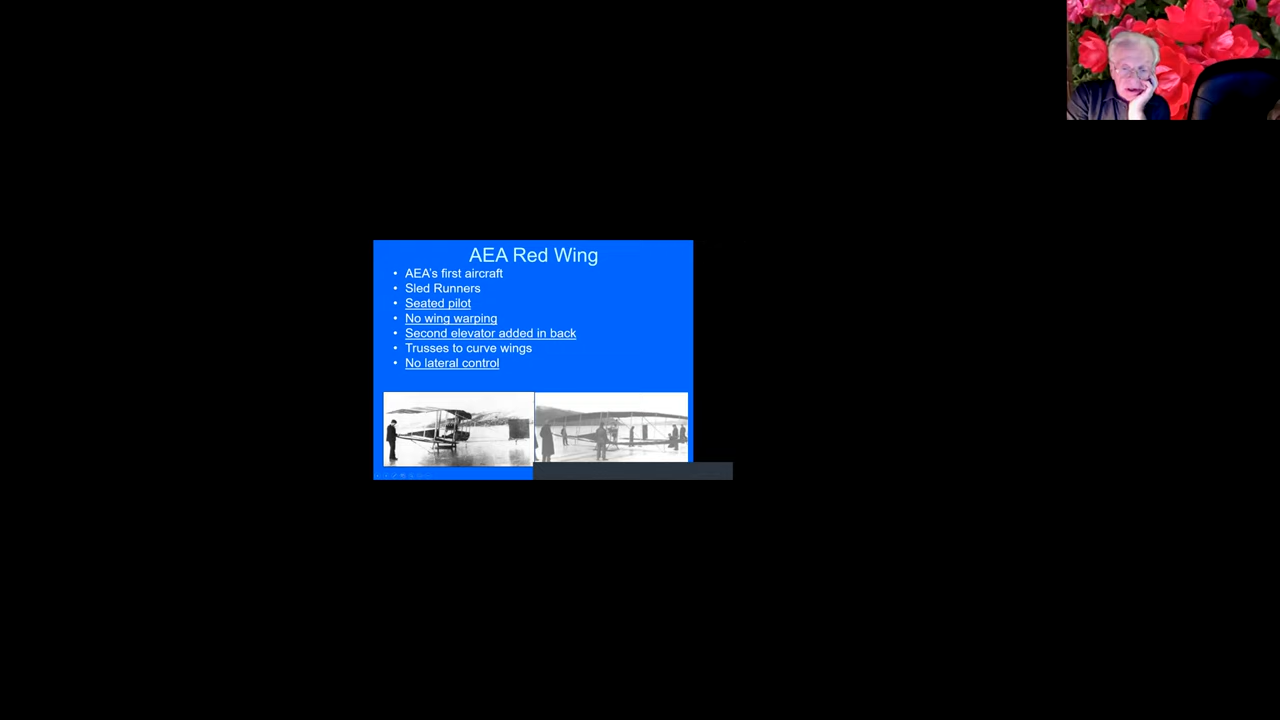 AEA Red Wing
• AEA's first aircraft
• Sled Runners
• Seated pilot
• No wing warping
• Second elevator added in back
• Trusses to curve wings
• No lateral control